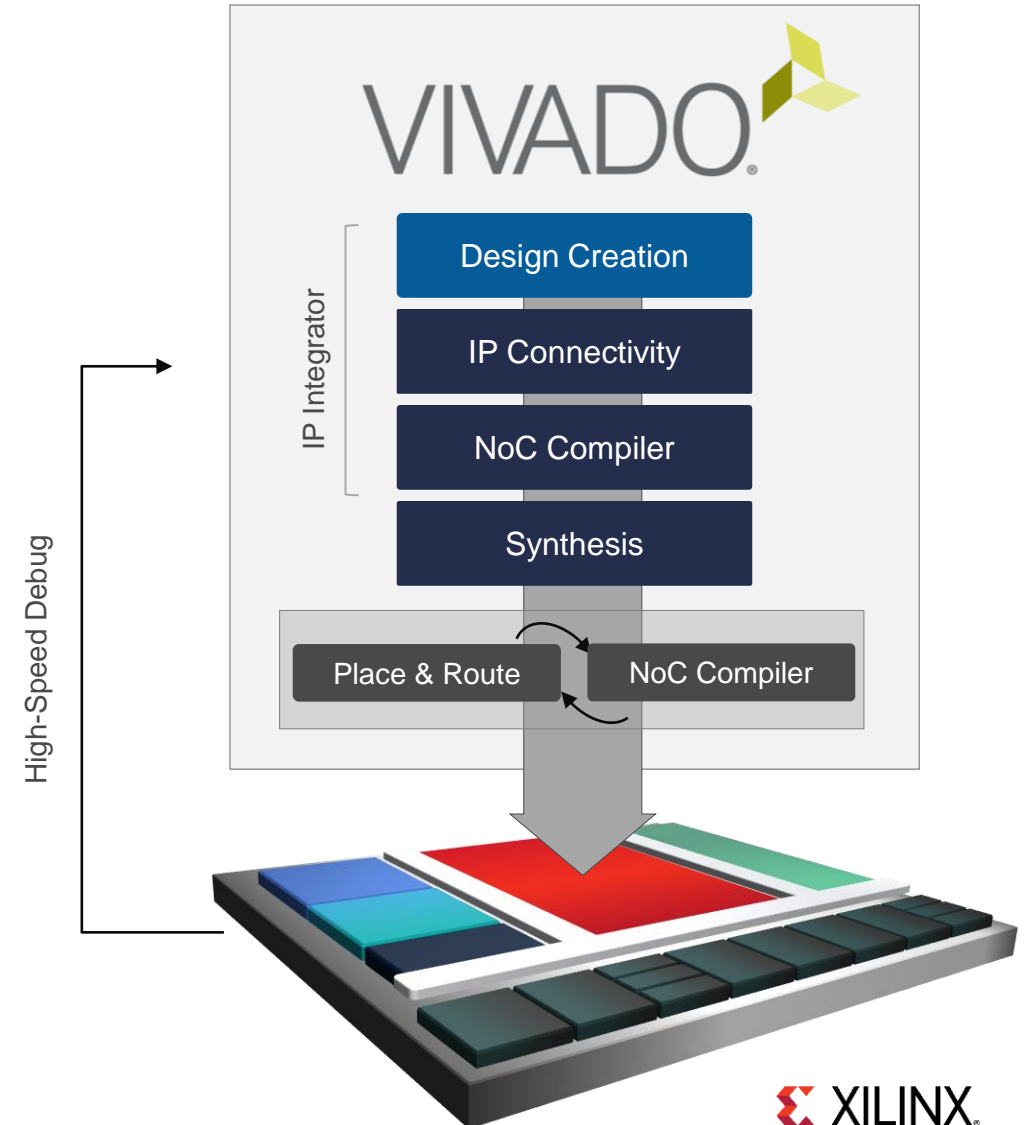 VIVADO®
Design Creation
IP Connectivity
NoC Compiler
Synthesis
IP Integrator
Place & Route
NoC Compiler
High-Speed Debug
XILINX®